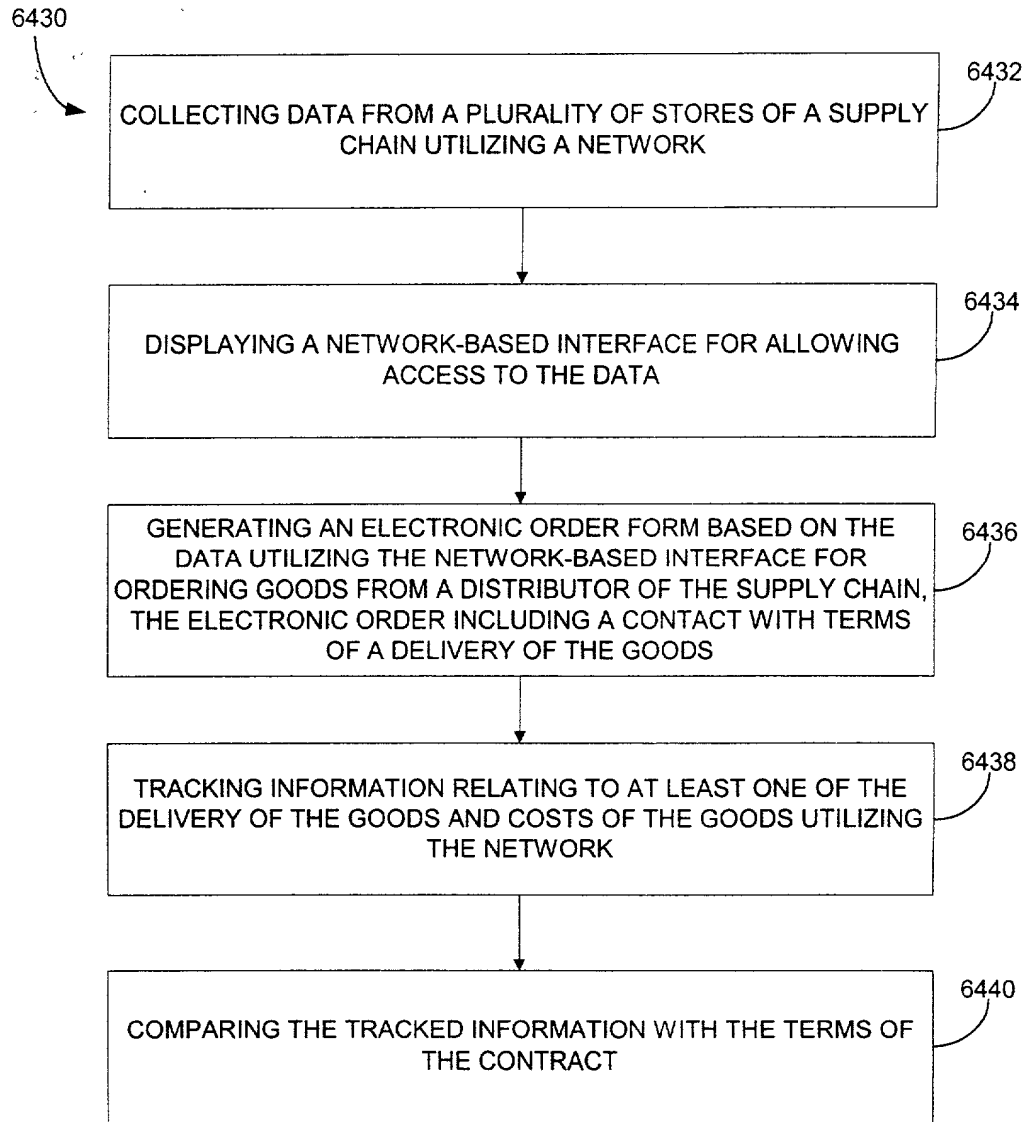 6430
6432
COLLECTING DATA FROM A PLURALITY OF STORES OF A SUPPLY
CHAIN UTILIZING A NETWORK
6434
DISPLAYING A NETWORK-BASED INTERFACE FOR ALLOWING
ACCESS TO THE DATA
6436
GENERATING AN ELECTRONIC ORDER FORM BASED ON THE
DATA UTILIZING THE NETWORK-BASED INTERFACE FOR
ORDERING GOODS FROM A DISTRIBUTOR OF THE SUPPLY CHAIN,
THE ELECTRONIC ORDER INCLUDING A CONTACT WITH TERMS
OF A DELIVERY OF THE GOODS
6438
TRACKING INFORMATION RELATING TO AT LEAST ONE OF THE
DELIVERY OF THE GOODS AND COSTS OF THE GOODS UTILIZING
THE NETWORK
6440
COMPARING THE TRACKED INFORMATION WITH THE TERMS OF
THE CONTRACT